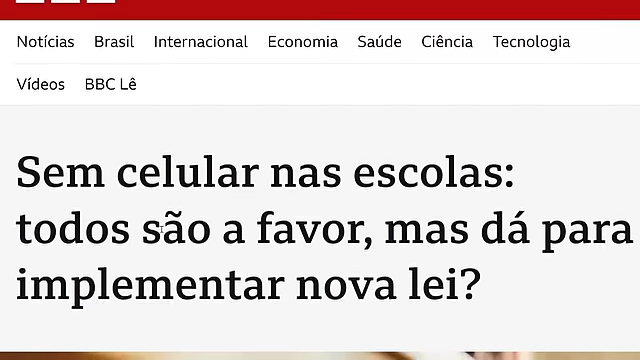 Notícias Brasil Internacional Economia Saúde Ciência Tecnologia
Vídeos BBC Lê
Sem celular nas escolas:
todos são a favor, mas dá para
implementar nova lei?